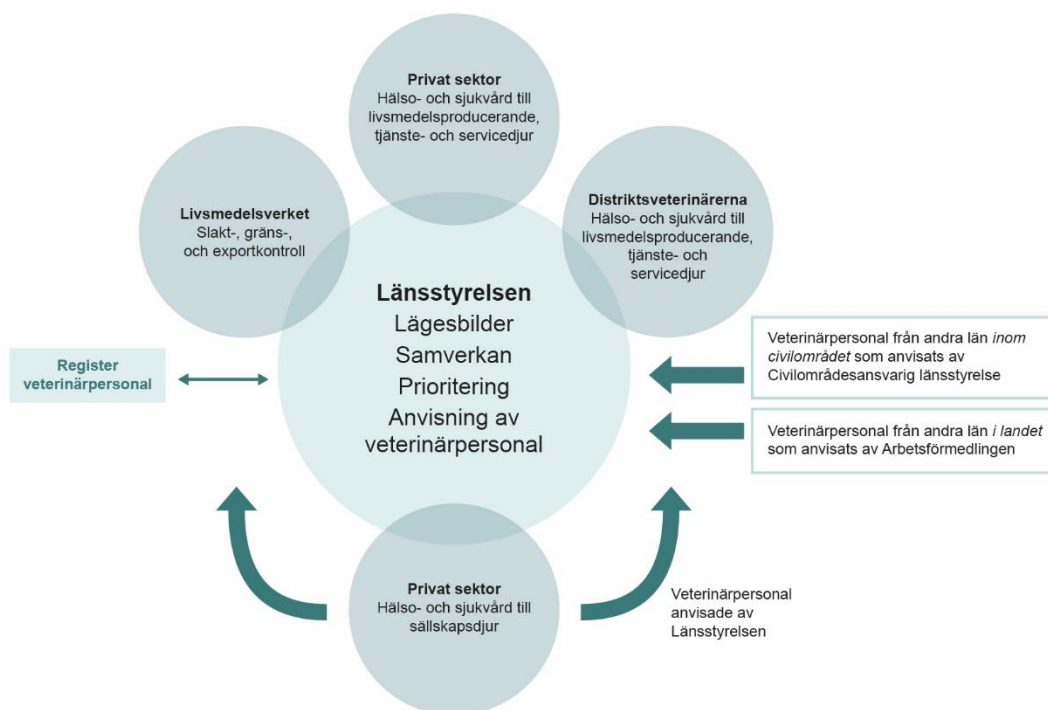 Privat sektor
Hälso- och sjukvård till
livsmedelsproducerande,
tjänste- och servicedjur
Livsmedelsverket
Slakt-, gräns-,
och exportkontroll
Distriktsveterinärerna
Hälso- och sjukvård till
livsmedelsproducerande,
tjänste- och
servicedjur
Länsstyrelsen
Lägesbilder
Samverkan
Prioritering
Anvisning av
veterinärpersonal
Register
veterinärpersonal
Veterinärpersonal från andra län inom
civilområdet som anvisats av
Civilområdesansvarig länsstyrelse
Veterinärpersonal från andra län i landet
som anvisats av Arbetsförmedlingen
Privat sektor
Hälso- och sjukvård till
sällskapsdjur
Veterinärpersonal
anvisade av
Länsstyrelsen